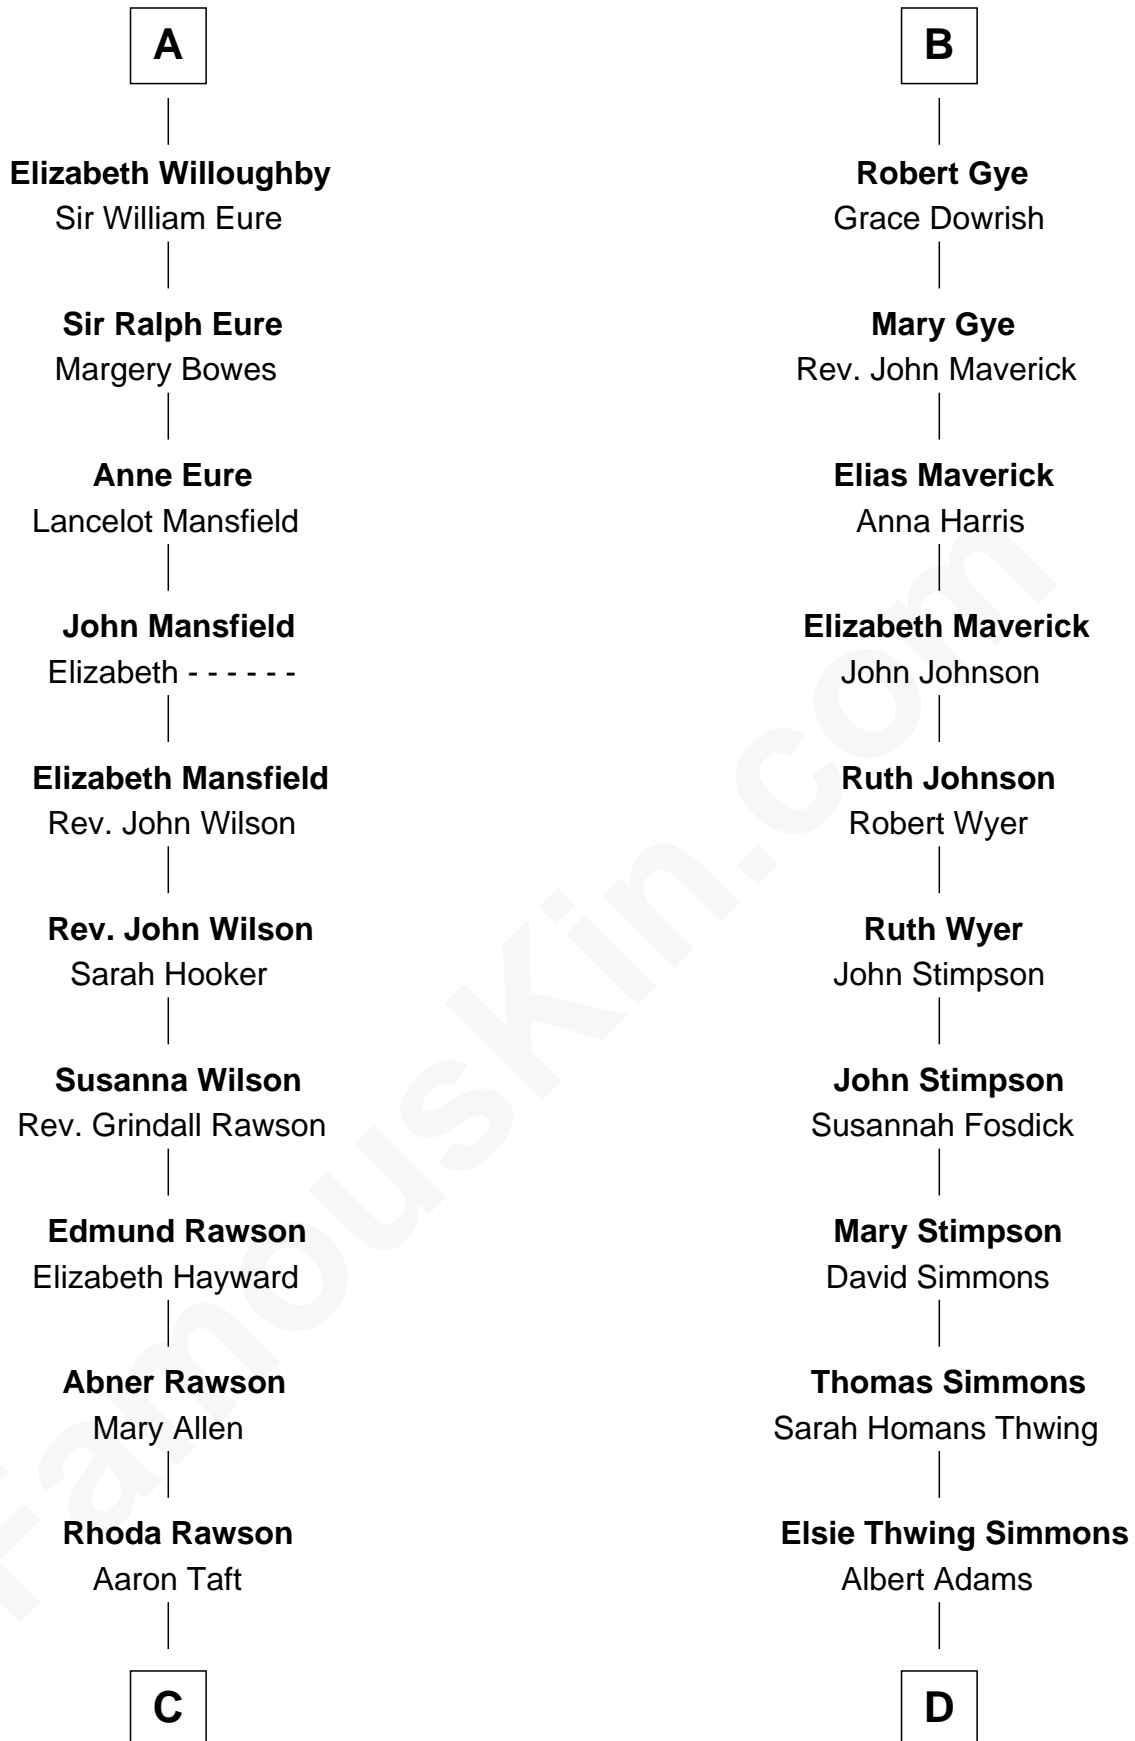 A
Elizabeth Willoughby
Sir William Eure
Sir Ralph Eure
Margery Bowes
Anne Eure
Lancelot Mansfield
John Mansfield
Elizabeth - - - - - -
Elizabeth Mansfield
Rev. John Wilson
Rev. John Wilson
Sarah Hooker
Susanna Wilson
Rev. Grindall Rawson
Edmund Rawson
Elizabeth Hayward
Abner Rawson
Mary Allen
Rhoda Rawson
Aaron Taft
C
B
Robert Gye
Grace Dowrish
Mary Gye
Rev. John Maverick
Elias Maverick
Anna Harris
Elizabeth Maverick
John Johnson
Ruth Johnson
Robert Wyer
Ruth Wyer
John Stimpson
John Stimpson
Susannah Fosdick
Mary Stimpson
David Simmons
Thomas Simmons
Sarah Homans Thwing
Elsie Thwing Simmons
Albert Adams
D
FamousKin.com